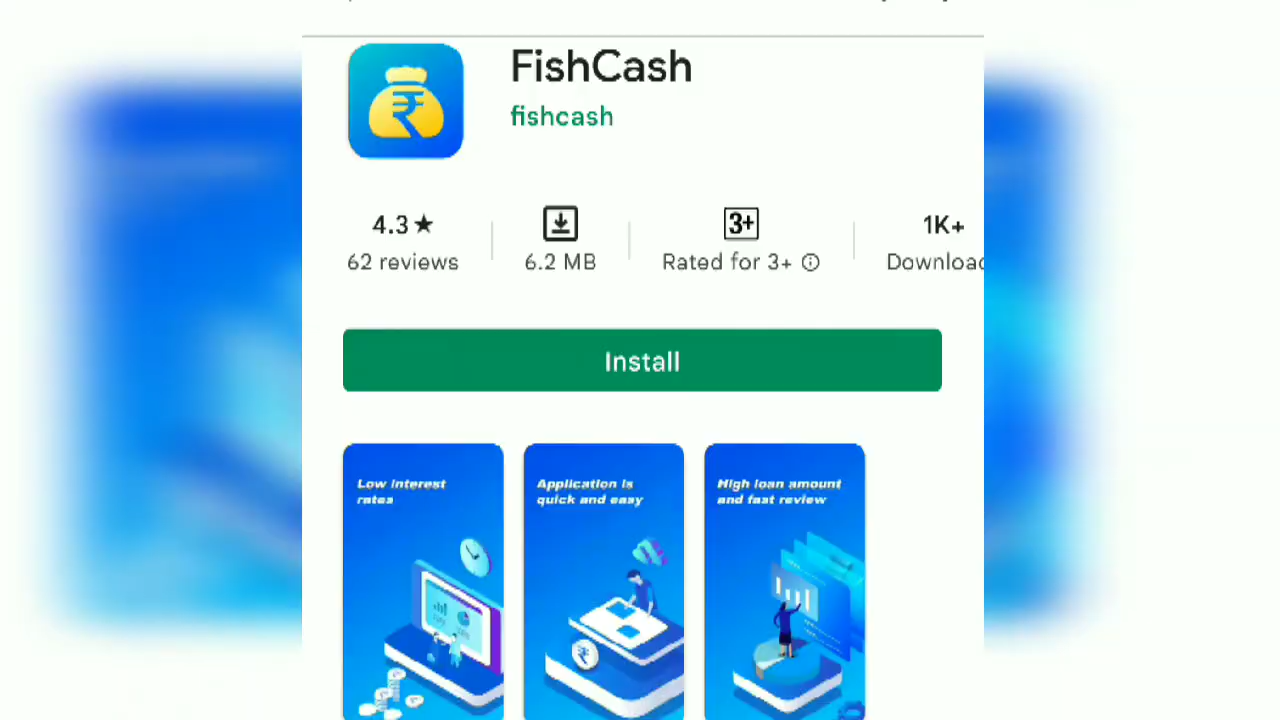 FishCash
fishcash
4.3★
62 reviews
6.2 MB
3+
Rated for 3+
1K+
Downloa
Install
Low interest
rates
Application is
quick and easy
High loan amount
and fast review